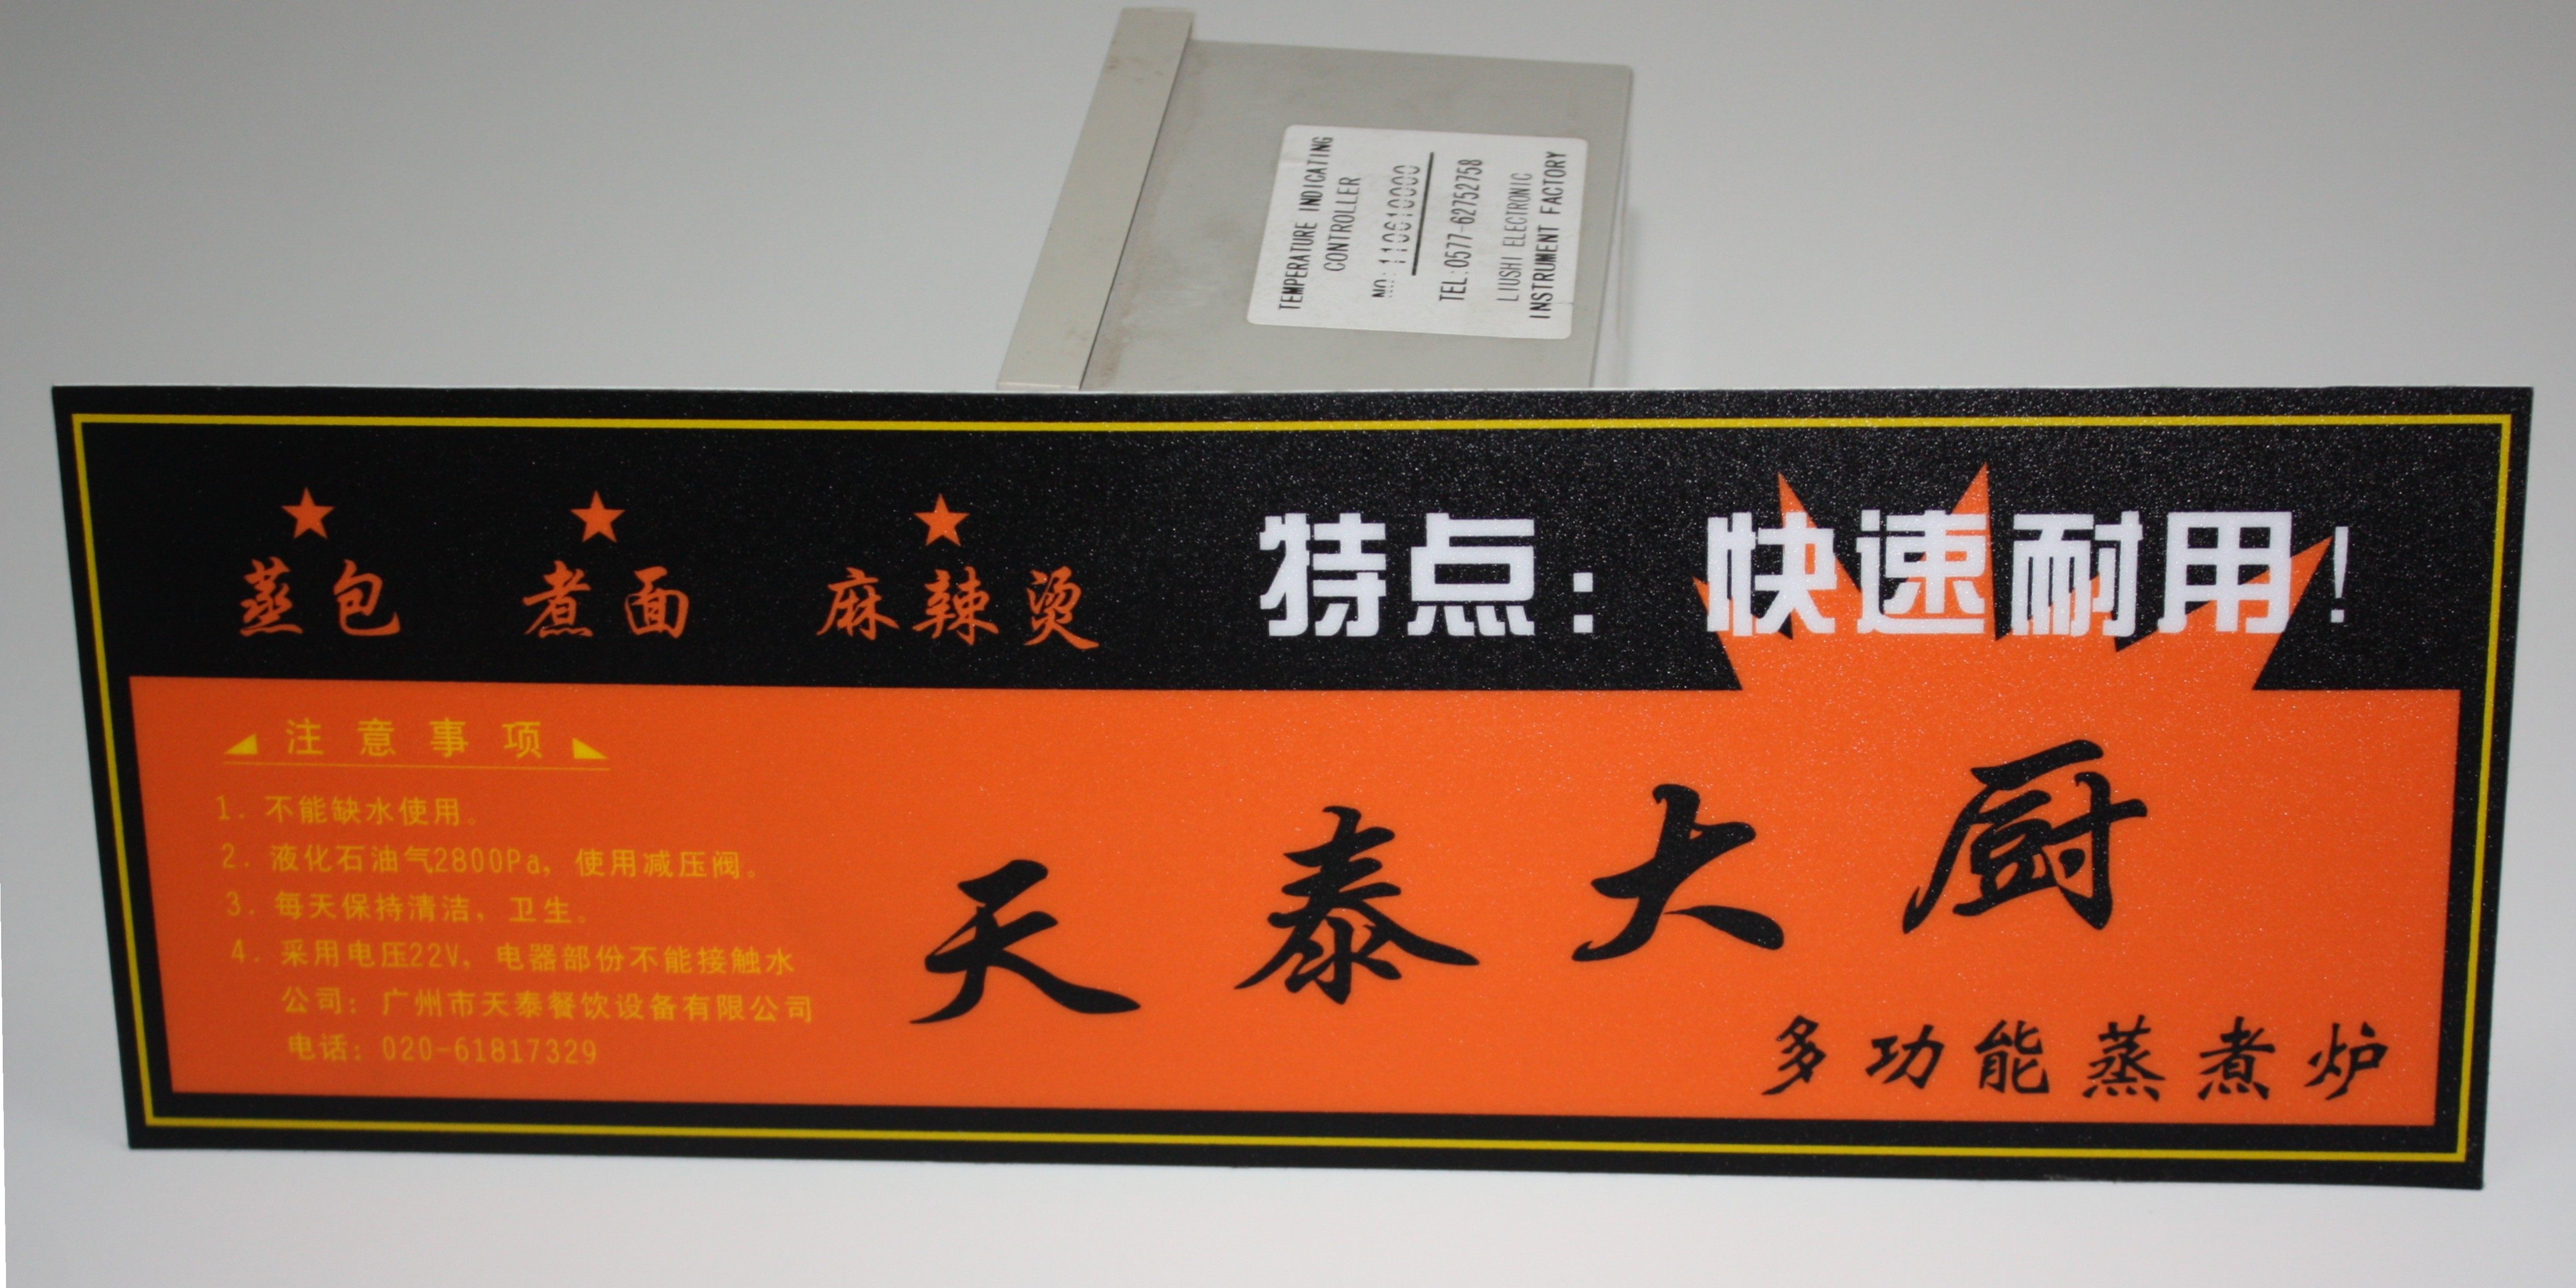 TEMPERATURE INDICATING
CONTROLLER
NO:110610000
TEL:0577-62752758
LIUSHI ELECTRONIC
INSTRUMENT FACTORY
蒸包 煮面 麻辣烫
特点:快速耐用!
注意事项
1. 不能缺水使用。
2. 液化石油气2800Pa, 使用减压阀。
3. 每天保持清洁, 卫生。
4. 采用电压22V, 电器部份不能接触水
公司: 广州市天泰餐饮设备有限公司
电话: 020-61817329
天泰大厨
多功能蒸煮炉